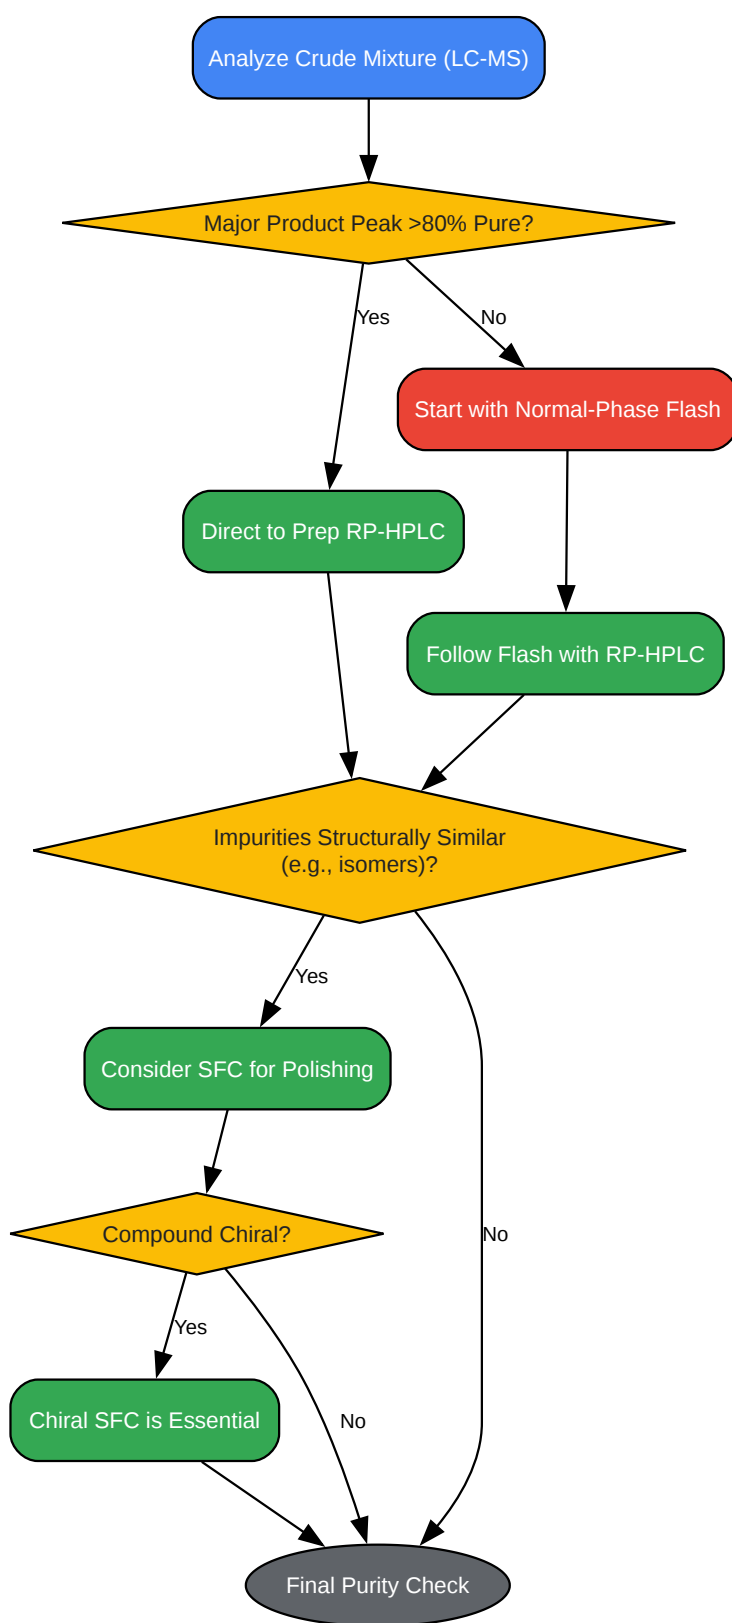 Analyze Crude Mixture (LC-MS)
Major Product Peak >80% Pure?
Yes
No
Start with Normal-Phase Flash
Direct to Prep RP-HPLC
Follow Flash with RP-HPLC
Impurities Structurally Similar
(e.g., isomers)?
Yes
Consider SFC for Polishing
Compound Chiral?
No
Yes
Chiral SFC is Essential
No
Final Purity Check